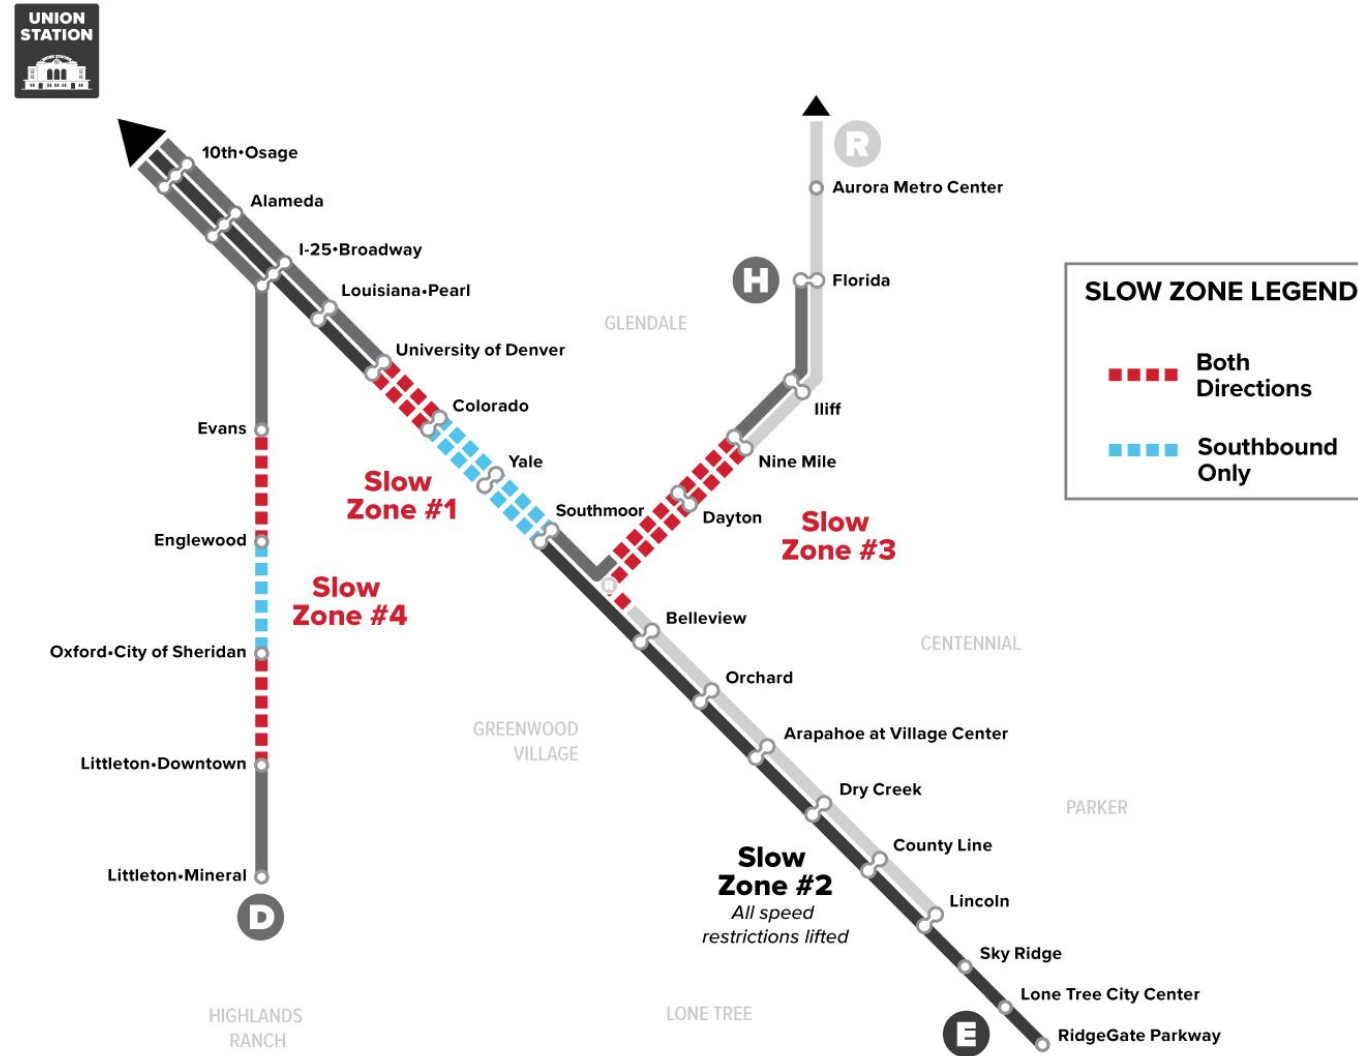 UNION
STATION
10th•Osage
Alameda
I-25•Broadway
Louisiana•Pearl
University of Denver
Colorado
Yale
Southmoor
Slow
Zone #1
Evans
Englewood
Oxford•City of Sheridan
Littleton•Downtown
Littleton•Mineral
D
Slow
Zone #4
GLENDALE
R
Aurora Metro Center
H
Florida
Iliff
Nine Mile
Dayton
Slow
Zone #3
R
Belleview
Orchard
Arapahoe at Village Center
Dry Creek
County Line
Lincoln
Sky Ridge
Lone Tree City Center
RidgeGate Parkway
E
Slow
Zone #2
All speed
restrictions lifted
CENTENNIAL
GREENWOOD
VILLAGE
PARKER
HIGHLANDS
RANCH
LONE TREE
SLOW ZONE LEGEND
Both
Directions
Southbound
Only